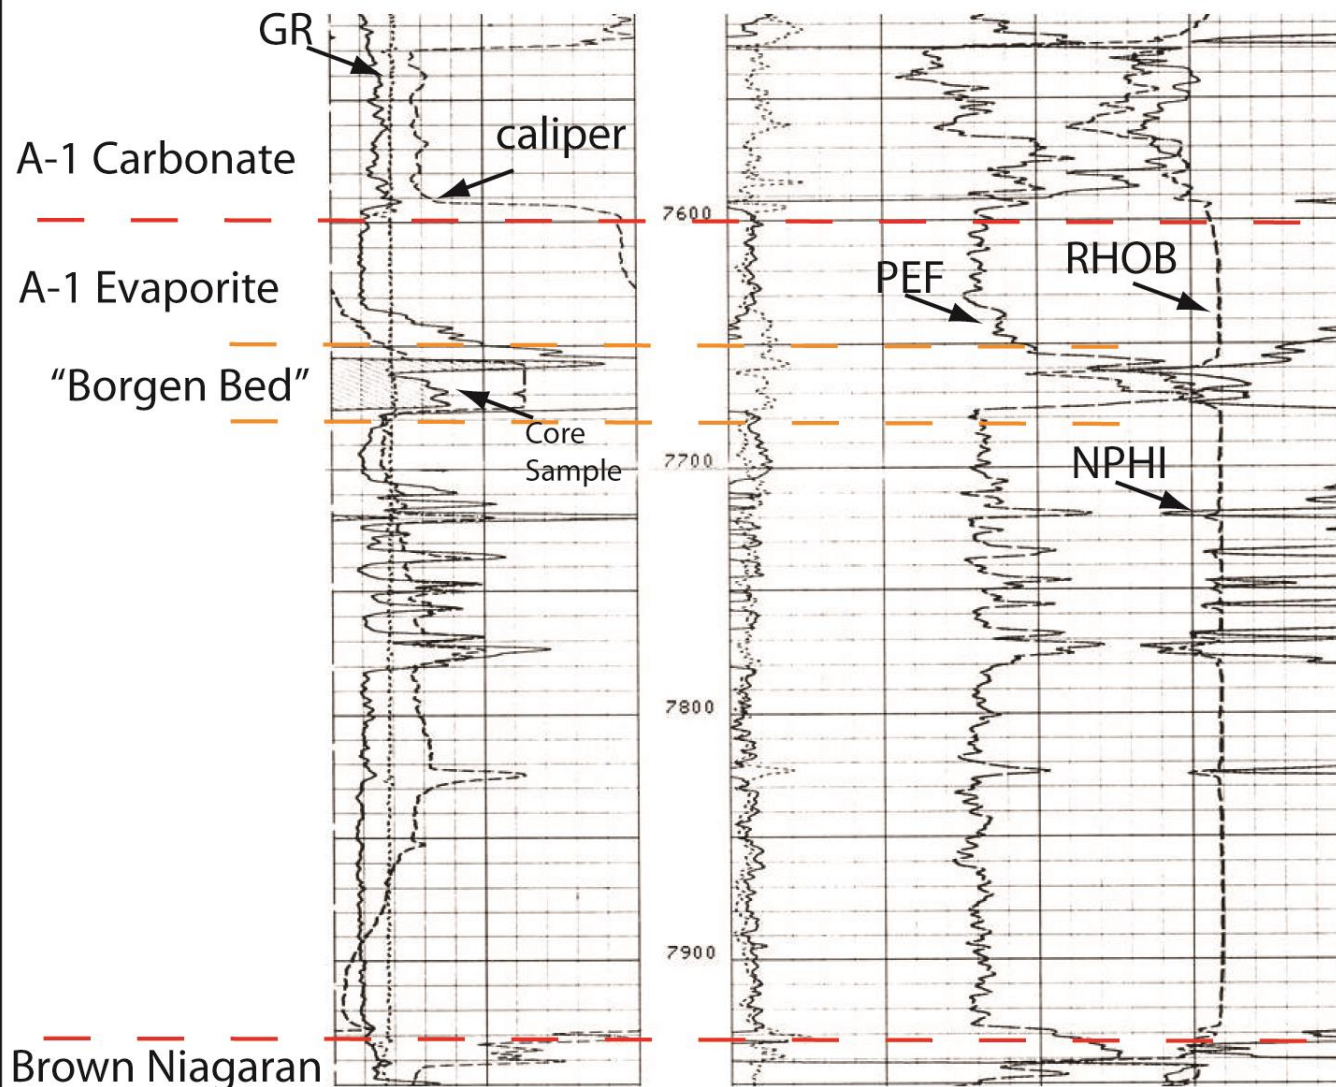 GR
caliper
A-1 Carbonate
7600
RHOB
PEF
A-1 Evaporite
“Borgen Bed”
Core
Sample
7700
NPHI
7800
7900
Brown Niagaran